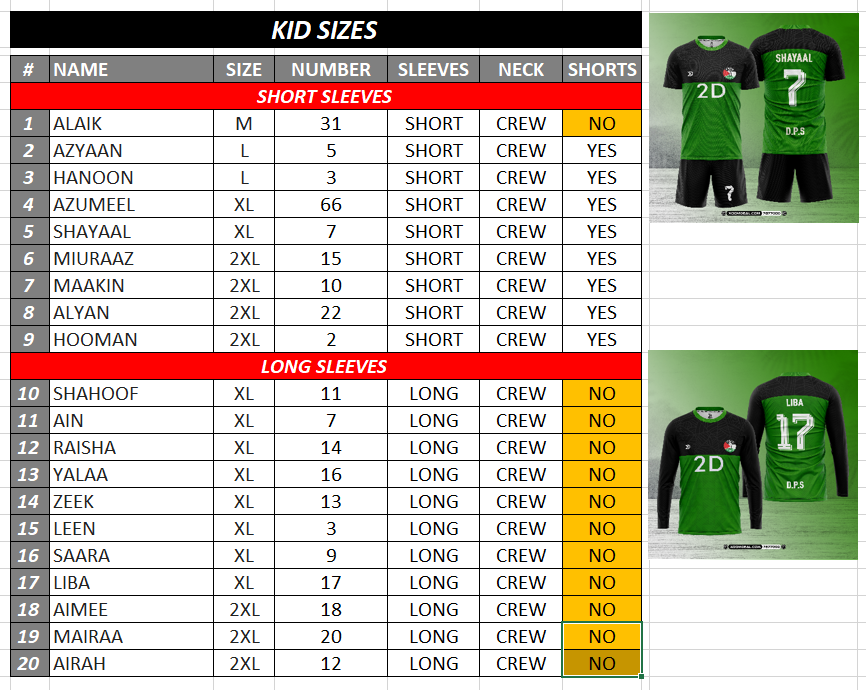 KID SIZES
# NAME SIZE NUMBER SLEEVES NECK SHORTS
SHORT SLEEVES
1 ALAIK M 31 SHORT CREW NO
2 AZYAAN L 5 SHORT CREW YES
3 HANOON L 3 SHORT CREW YES
4 AZUMEEL XL 66 SHORT CREW YES
5 SHAYAAL XL 7 SHORT CREW YES
6 MIURAAZ 2XL 15 SHORT CREW YES
7 MAAKIN 2XL 10 SHORT CREW YES
8 ALYAN 2XL 22 SHORT CREW YES
9 HOOMAN 2XL 2 SHORT CREW YES
LONG SLEEVES
10 SHAHOOF XL 11 LONG CREW NO
11 AIN XL 7 LONG CREW NO
12 RAISHA XL 14 LONG CREW NO
13 YALAA XL 16 LONG CREW NO
14 ZEEK XL 13 LONG CREW NO
15 LEEN XL 3 LONG CREW NO
16 SAARA XL 9 LONG CREW NO
17 LIBA XL 17 LONG CREW NO
18 AIMEE 2XL 18 LONG CREW NO
19 MAIRAA 2XL 20 LONG CREW NO
20 AIRAH 2XL 12 LONG CREW NO
SHAYAAL
7
2D
D.P.S
7
LIBA
17
2D
D.P.S